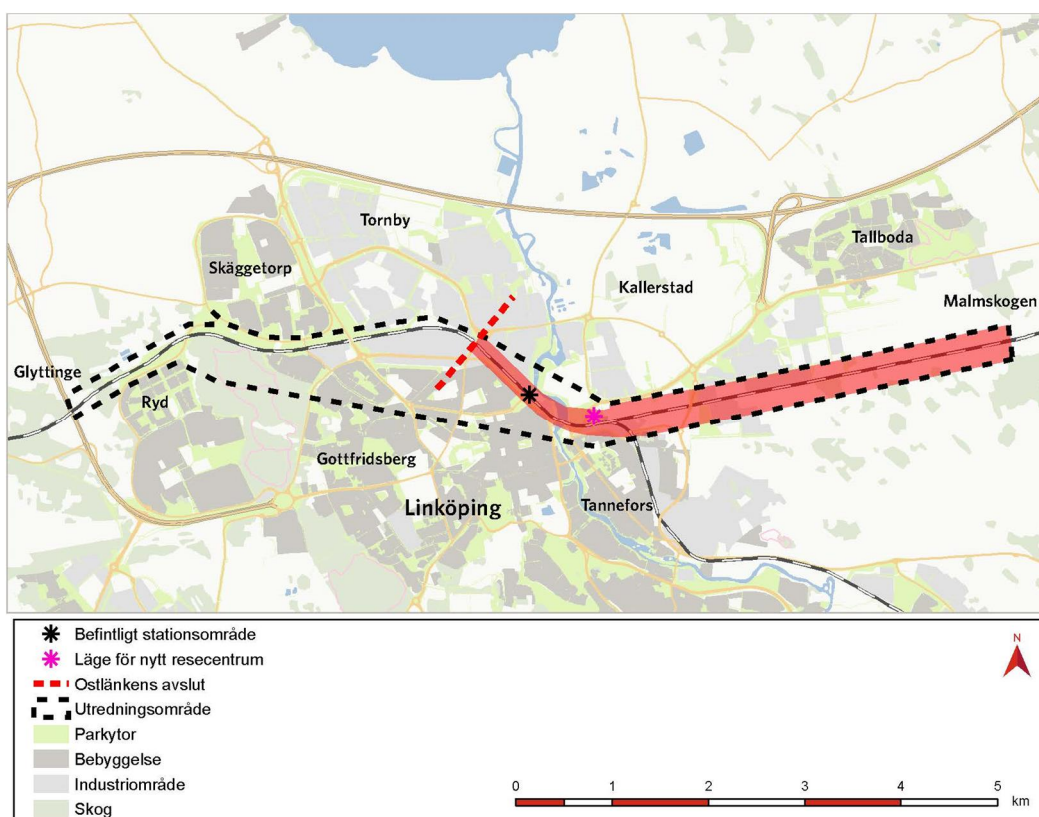 Tornby
Tallboda
Skäggetorp
Kallerstad
Malmskogen
Glyttinge
Ryd
Gottfridsberg
Linköping
Tannefors
Befintligt stationsområde
Läge för nytt resecentrum
Ostlänkens avslut
Utredningsområde
Parkytor
Bebyggelse
Industriområde
Skog
N
0 1 2 3 4 5
km